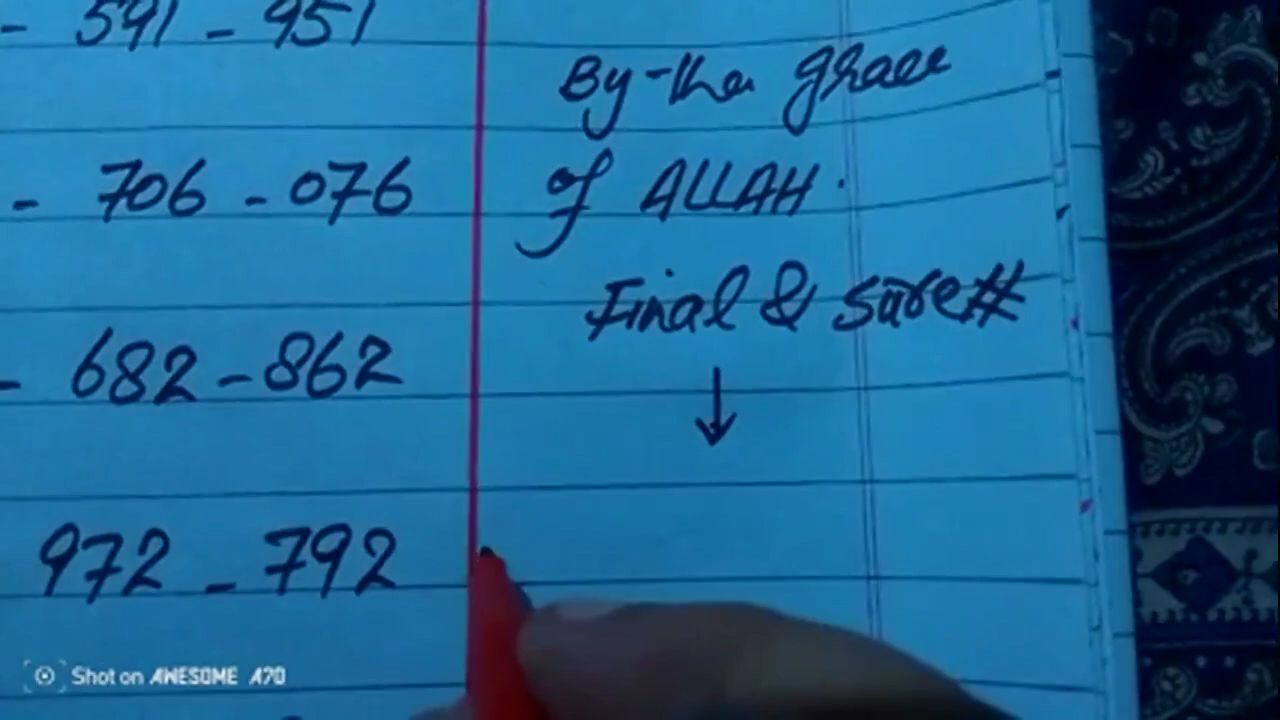 - 591 - 951
- 706 - 076
- 682 - 862
972 - 792
By the grace
of ALLAH.
Final & sure#
Shot on AWESOME A70